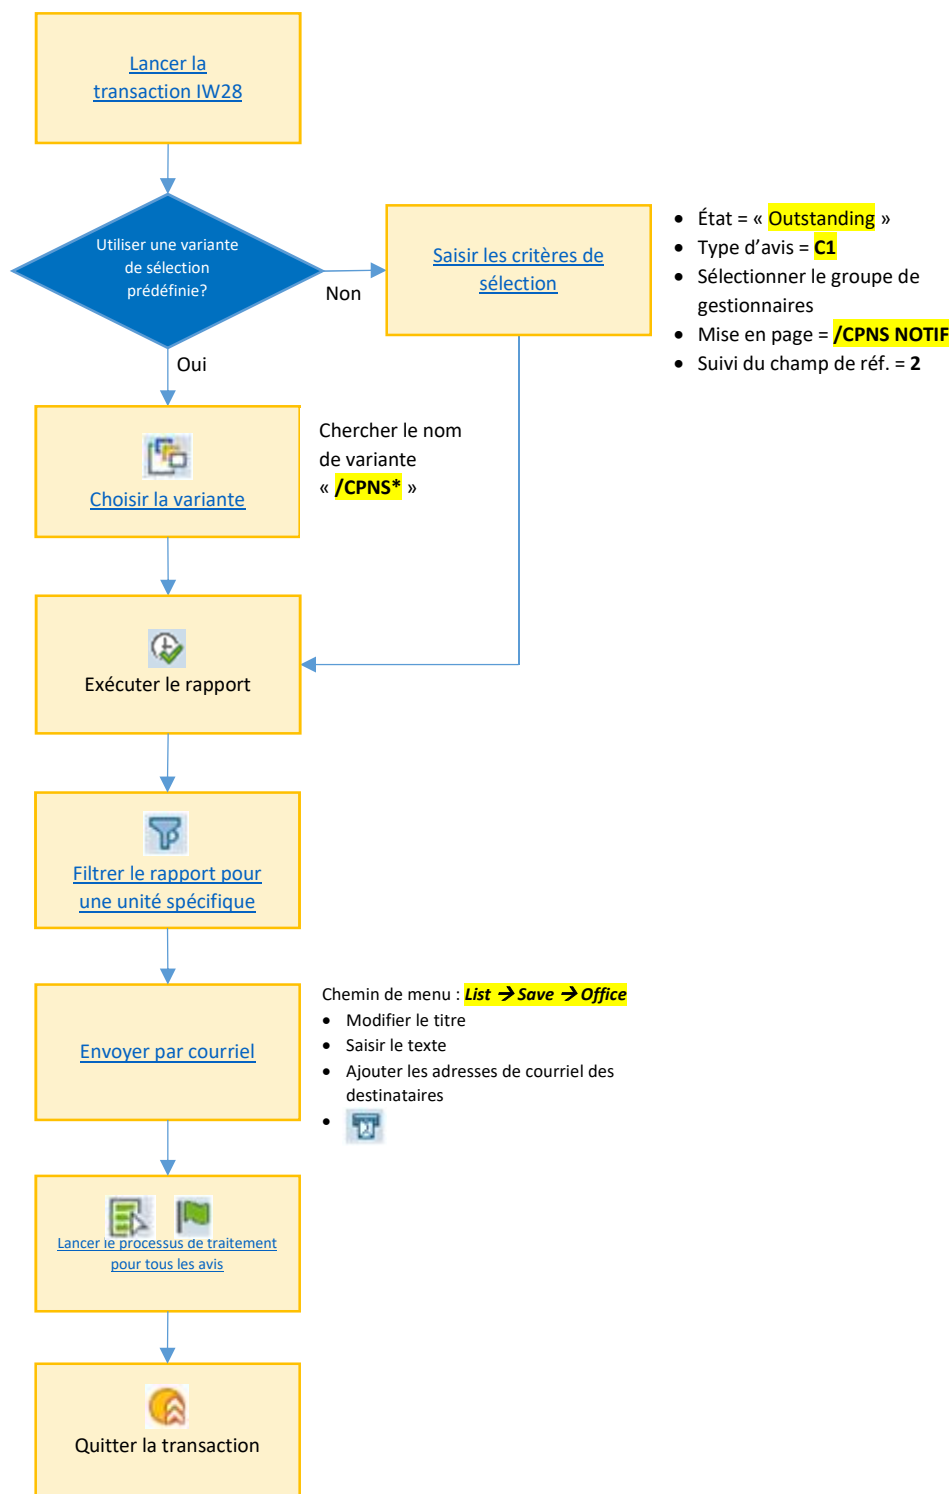 Lancer la
transaction IW28
Utiliser une variante
de sélection
prédéfinie?
Non
Saisir les critères de
sélection
• État = « Outstanding »
• Type d’avis = C1
• Sélectionner le groupe de
gestionnaires
• Mise en page = /CPNS NOTIF
• Suivi du champ de réf. = 2
Oui
Choisir la variante
Chercher le nom
de variante
« /CPNS* »
Exécuter le rapport
Filtrer le rapport pour
une unité spécifique
Envoyer par courriel
Chemin de menu : List → Save → Office
• Modifier le titre
• Saisir le texte
• Ajouter les adresses de courriel des
destinataires
•
Lancer le processus de traitement
pour tous les avis
Quitter la transaction